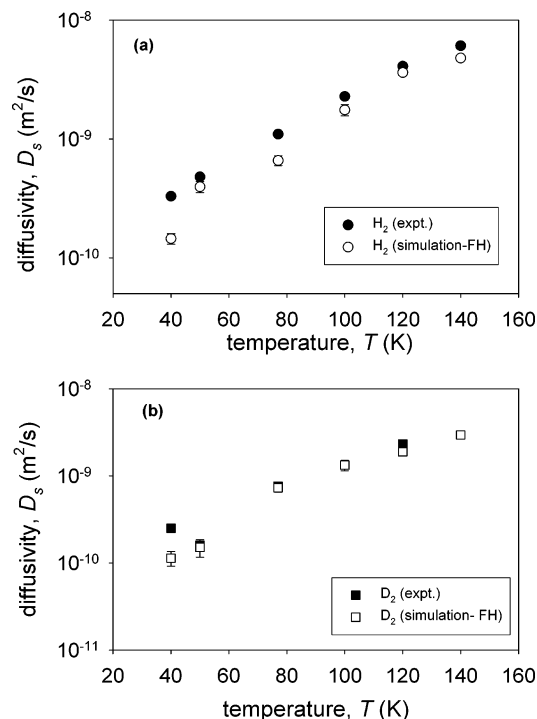 (a)
10⁻⁸
10⁻⁹
10⁻¹⁰
diffusivity, Dₛ (m²/s)
H₂ (expt.)
H₂ (simulation-FH)
20 40 60 80 100 120 140 160
temperature, T (K)
(b)
10⁻⁸
10⁻⁹
10⁻¹⁰
10⁻¹¹
diffusivity, Dₛ (m²/s)
D₂ (expt.)
D₂ (simulation- FH)
20 40 60 80 100 120 140 160
temperature, T (K)